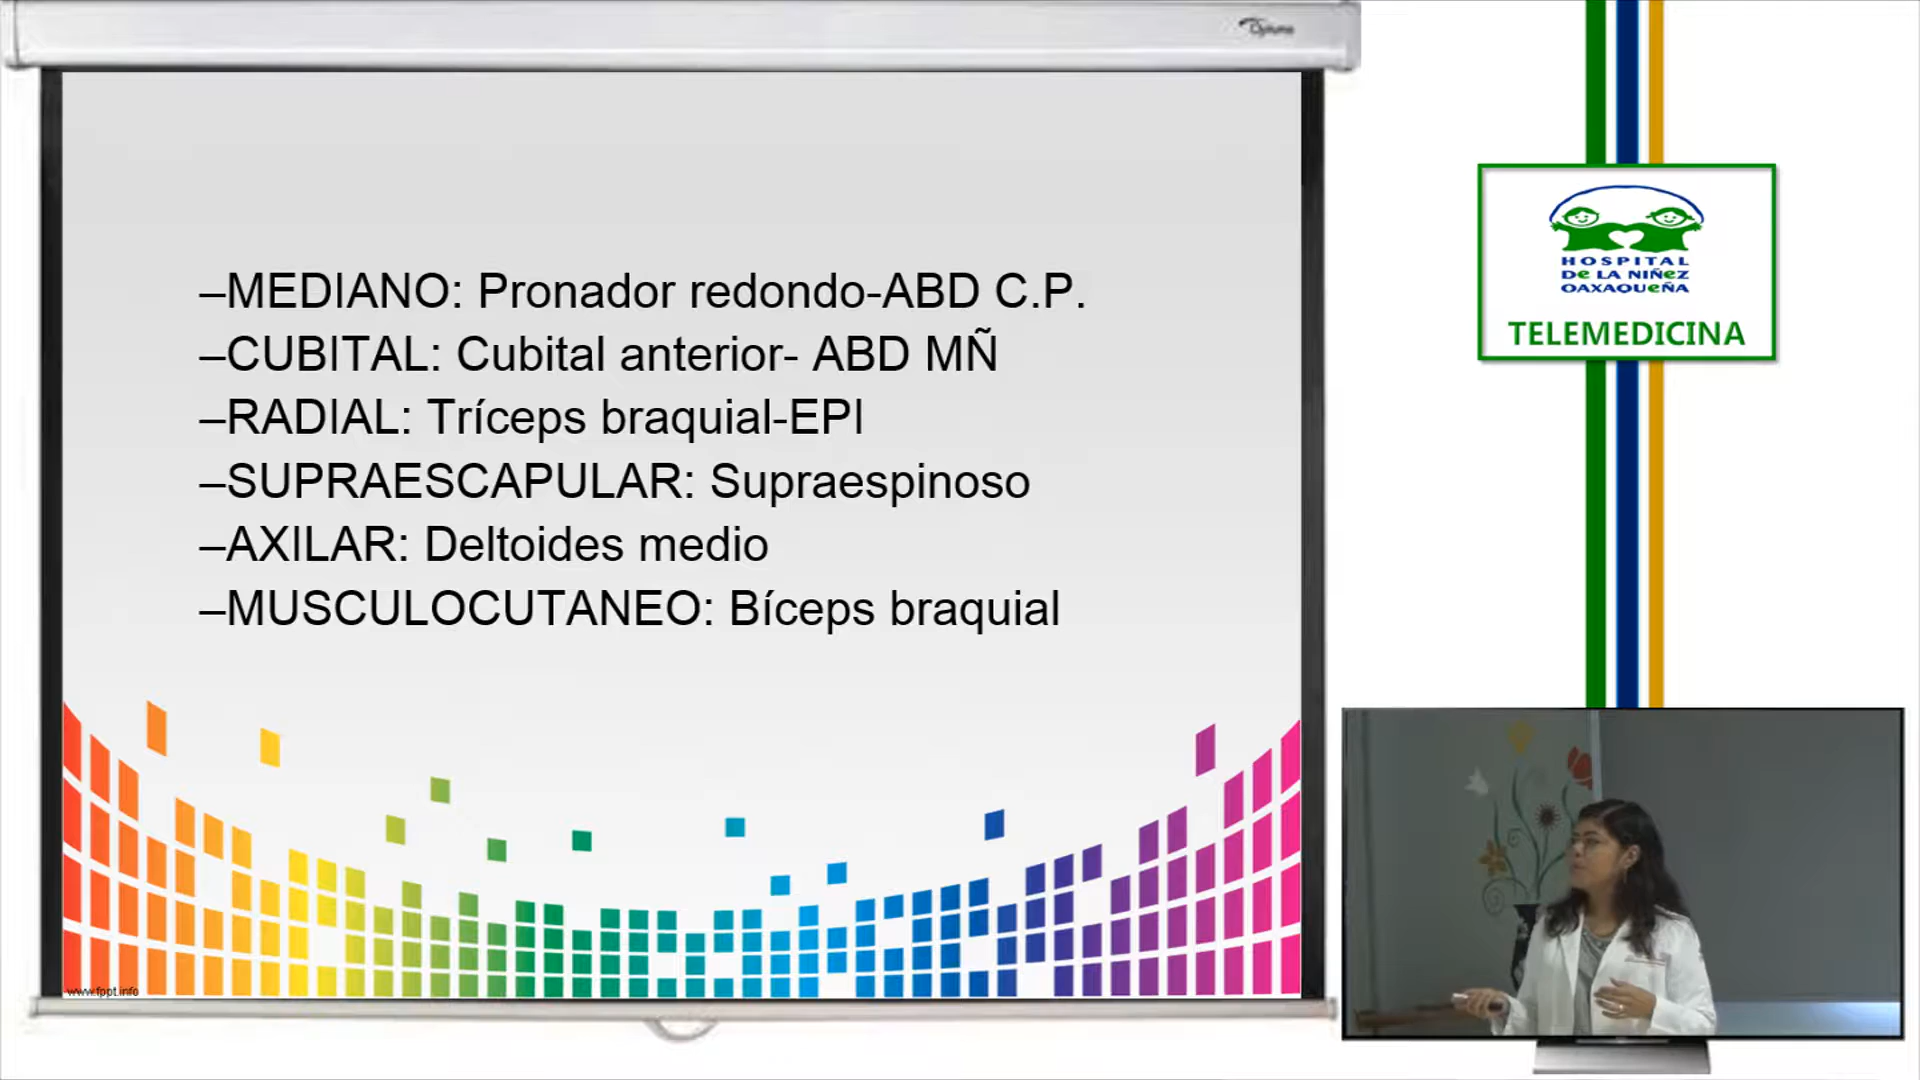 Optoma
–MEDIANO: Pronador redondo-ABD C.P.
–CUBITAL: Cubital anterior- ABD MÑ
–RADIAL: Tríceps braquial-EPI
–SUPRAESCAPULAR: Supraespinoso
–AXILAR: Deltoides medio
–MUSCULOCUTANEO: Bíceps braquial
www.fppt.info
HOSPITAL
De LA NIÑeZ
OAXAQUeÑA
TELEMEDICINA